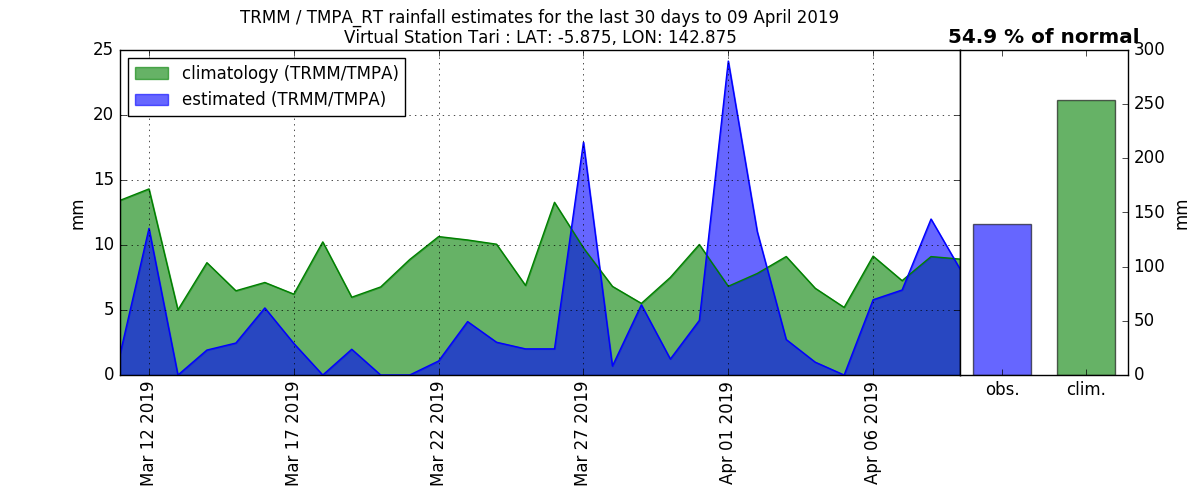 TRMM / TMPA_RT rainfall estimates for the last 30 days to 09 April 2019
Virtual Station Tari : LAT: -5.875, LON: 142.875
54.9 % of normal
climatology (TRMM/TMPA)
estimated (TRMM/TMPA)
25
20
15
10
5
0
mm
Mar 12 2019
Mar 17 2019
Mar 22 2019
Mar 27 2019
Apr 01 2019
Apr 06 2019
300
250
200
150
100
50
0
mm
obs.
clim.